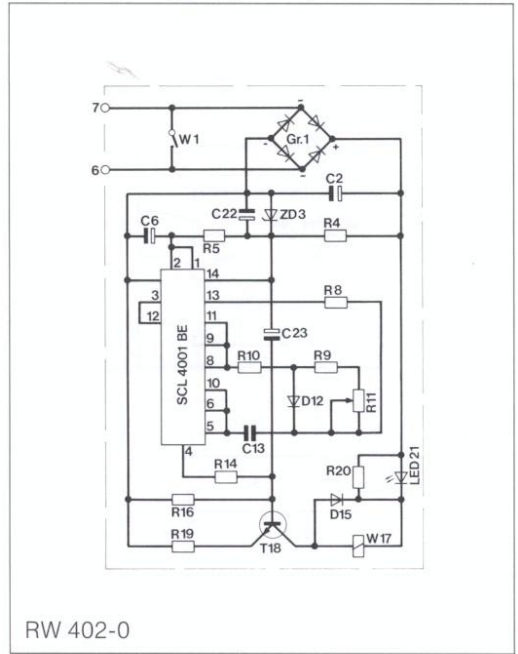 7
W1
Gr.1
-
-
-
+
6
C2
C22
ZD3
C6
R5
R4
2 1
14
3
13
R8
12
11
C23
9
SCL 4001 BE
8
R10
R9
10
D12
R11
6
5
C13
4
R14
R20
LED 21
R16
D15
R19
T18
W17
RW 402-0